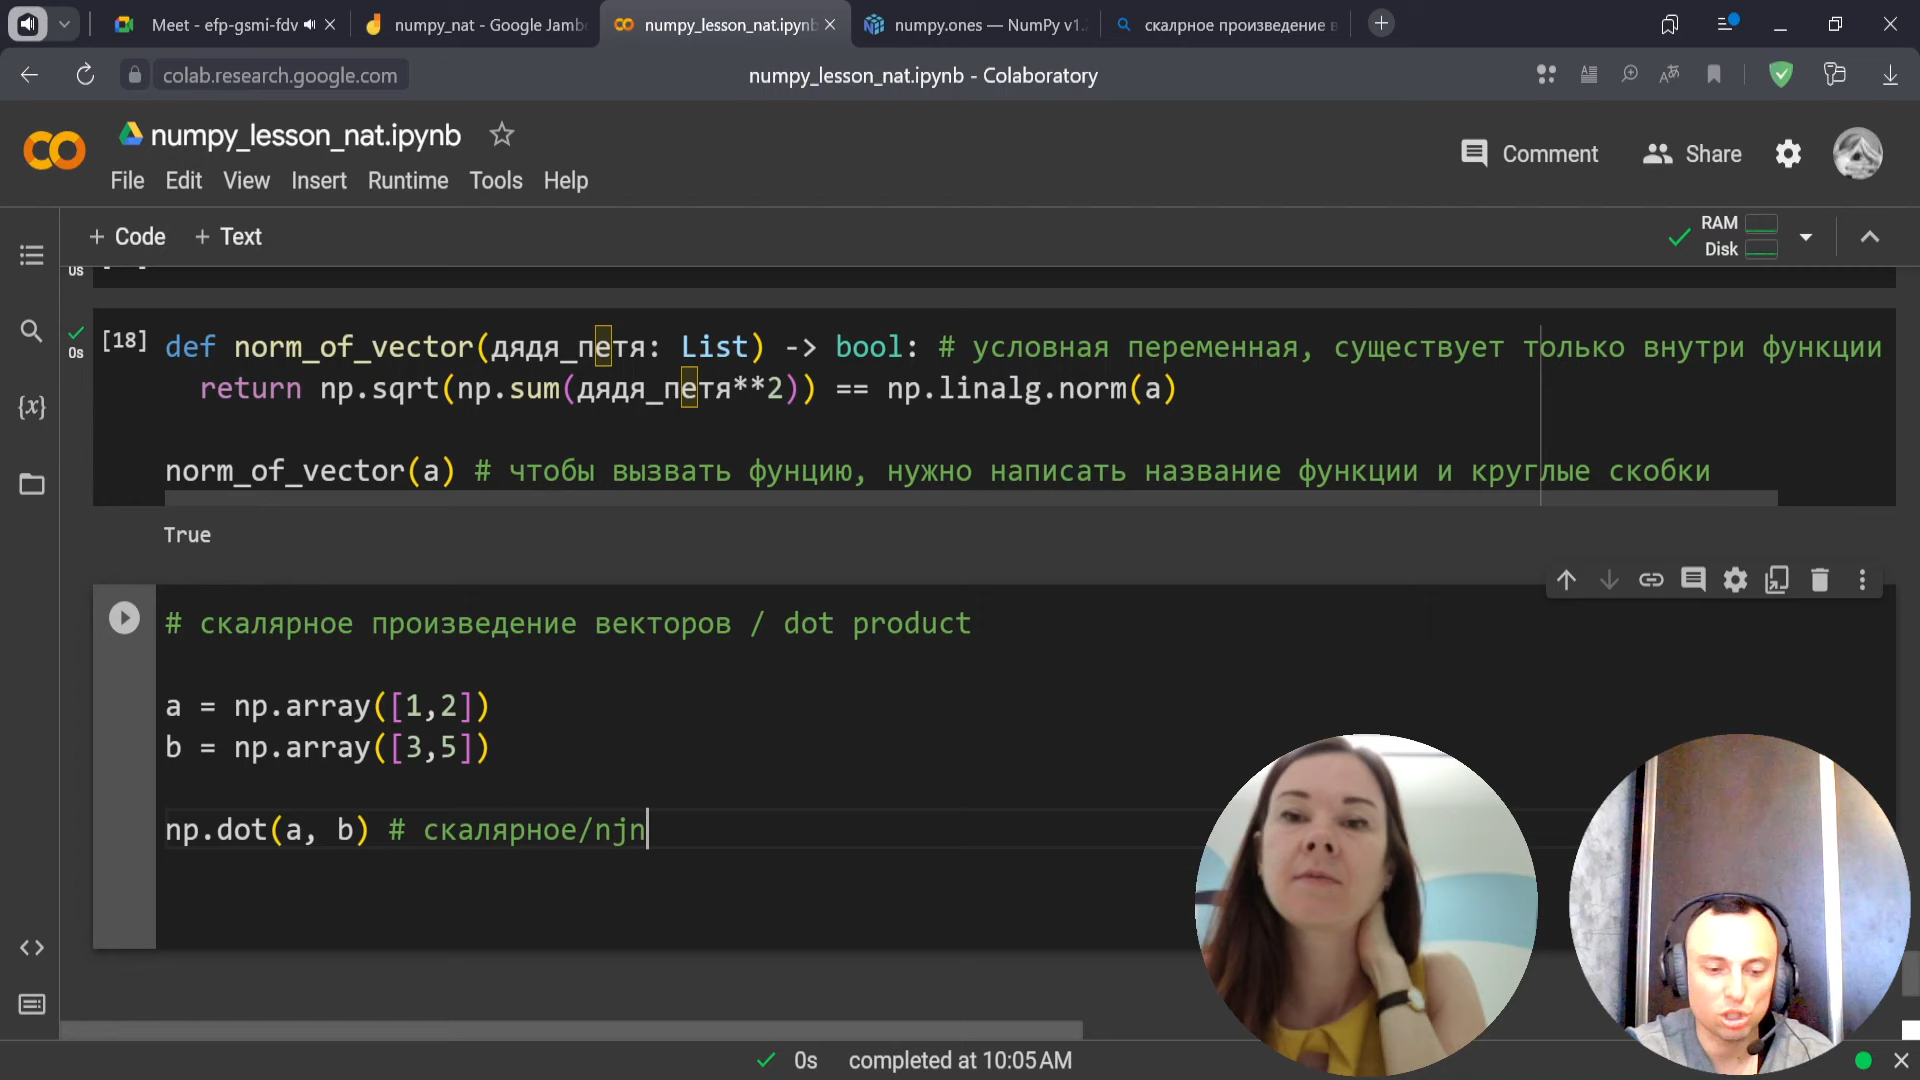 Meet - efp-gsmi-fdv
numpy_nat - Google Jamb
numpy_lesson_nat.ipynb
numpy.ones — NumPy v1.
скалрное произведение в
colab.research.google.com
numpy_lesson_nat.ipynb - Colaboratory
numpy_lesson_nat.ipynb
Comment
Share
File Edit View Insert Runtime Tools Help
+ Code + Text
RAM
Disk
0s
[18]
0s
def norm_of_vector(дядя_петя: List) -> bool: # условная переменная, существует только внутри функции
return np.sqrt(np.sum(дядя_петя**2)) == np.linalg.norm(a)
norm_of_vector(a) # чтобы вызвать фунцию, нужно написать название функции и круглые скобки
True
# скалярное произведение векторов / dot product
a = np.array([1,2])
b = np.array([3,5])
np.dot(a, b) # скалярное/njn
0s completed at 10:05 AM